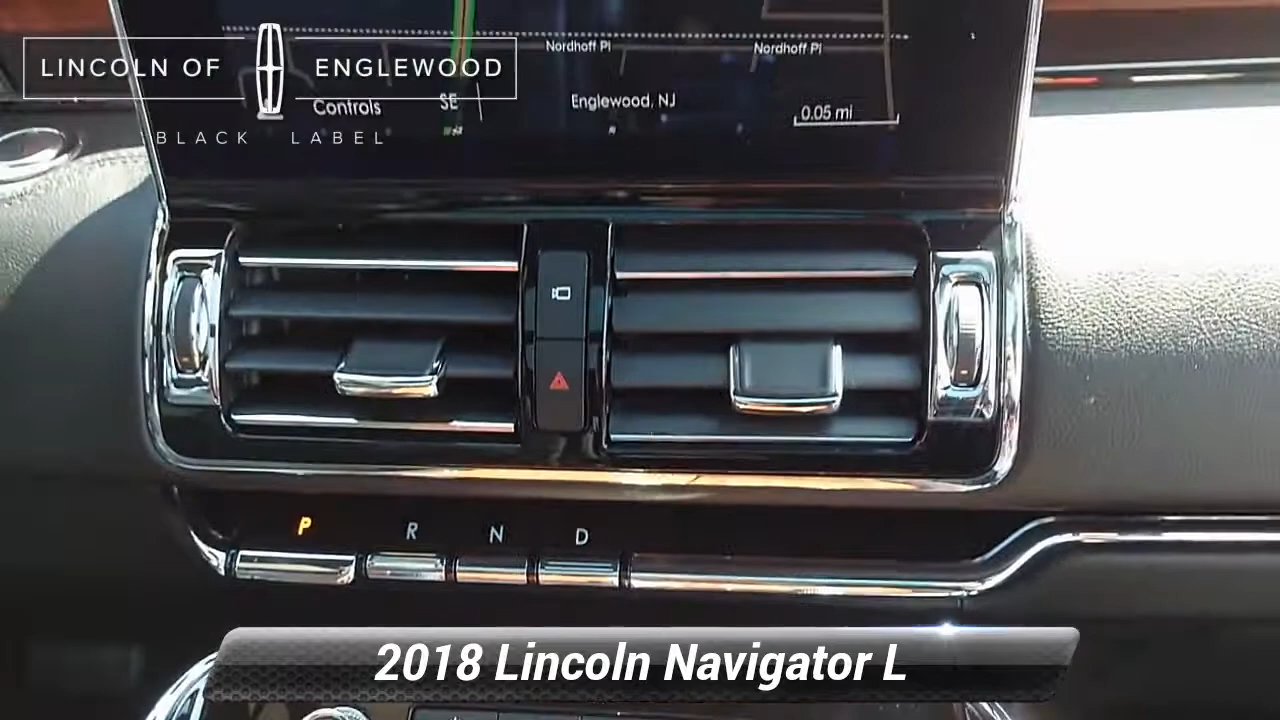 Nordhoff Pl Nordhoff Pl
LINCOLN OF ENGLEWOOD
Controls SE Englewood, NJ 0.05 mi
BLACK LABEL
P R N D
2018 Lincoln Navigator L